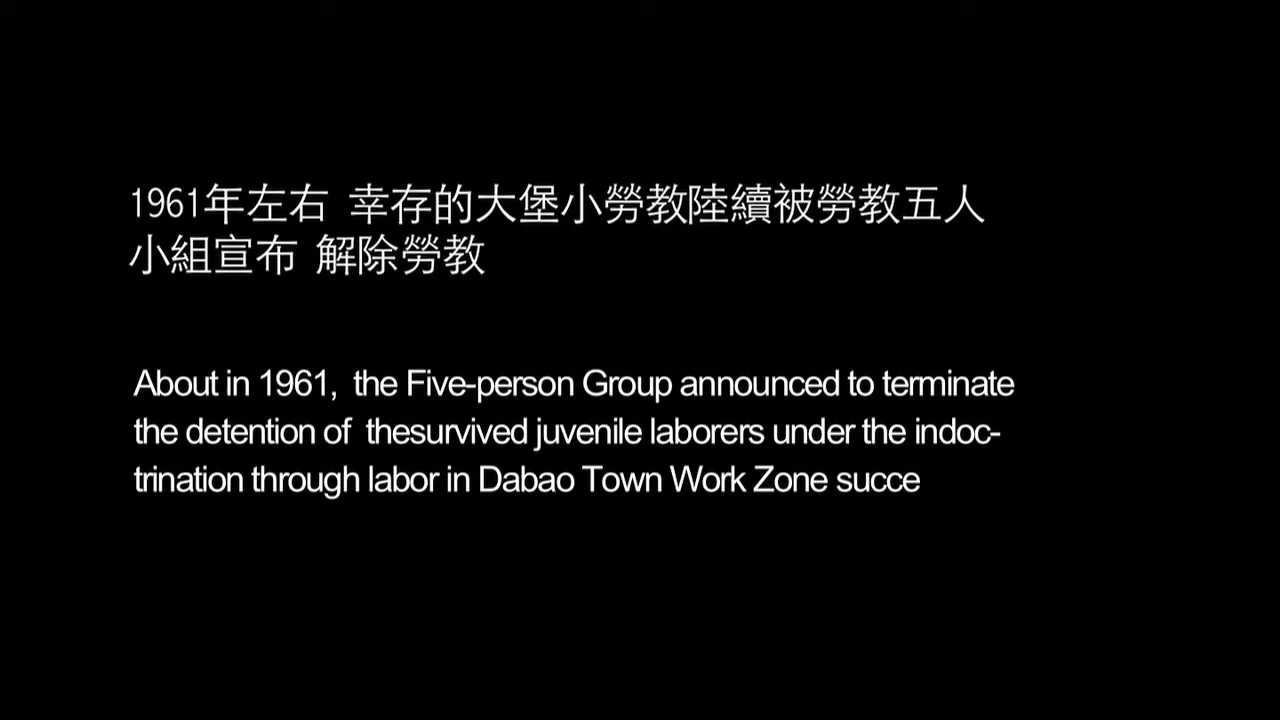 1961年左右 幸存的大堡小勞教陸續被勞教五人
小組宣布 解除勞教
About in 1961, the Five-person Group announced to terminate
the detention of thesurvived juvenile laborers under the indoc-
trination through labor in Dabao Town Work Zone succe